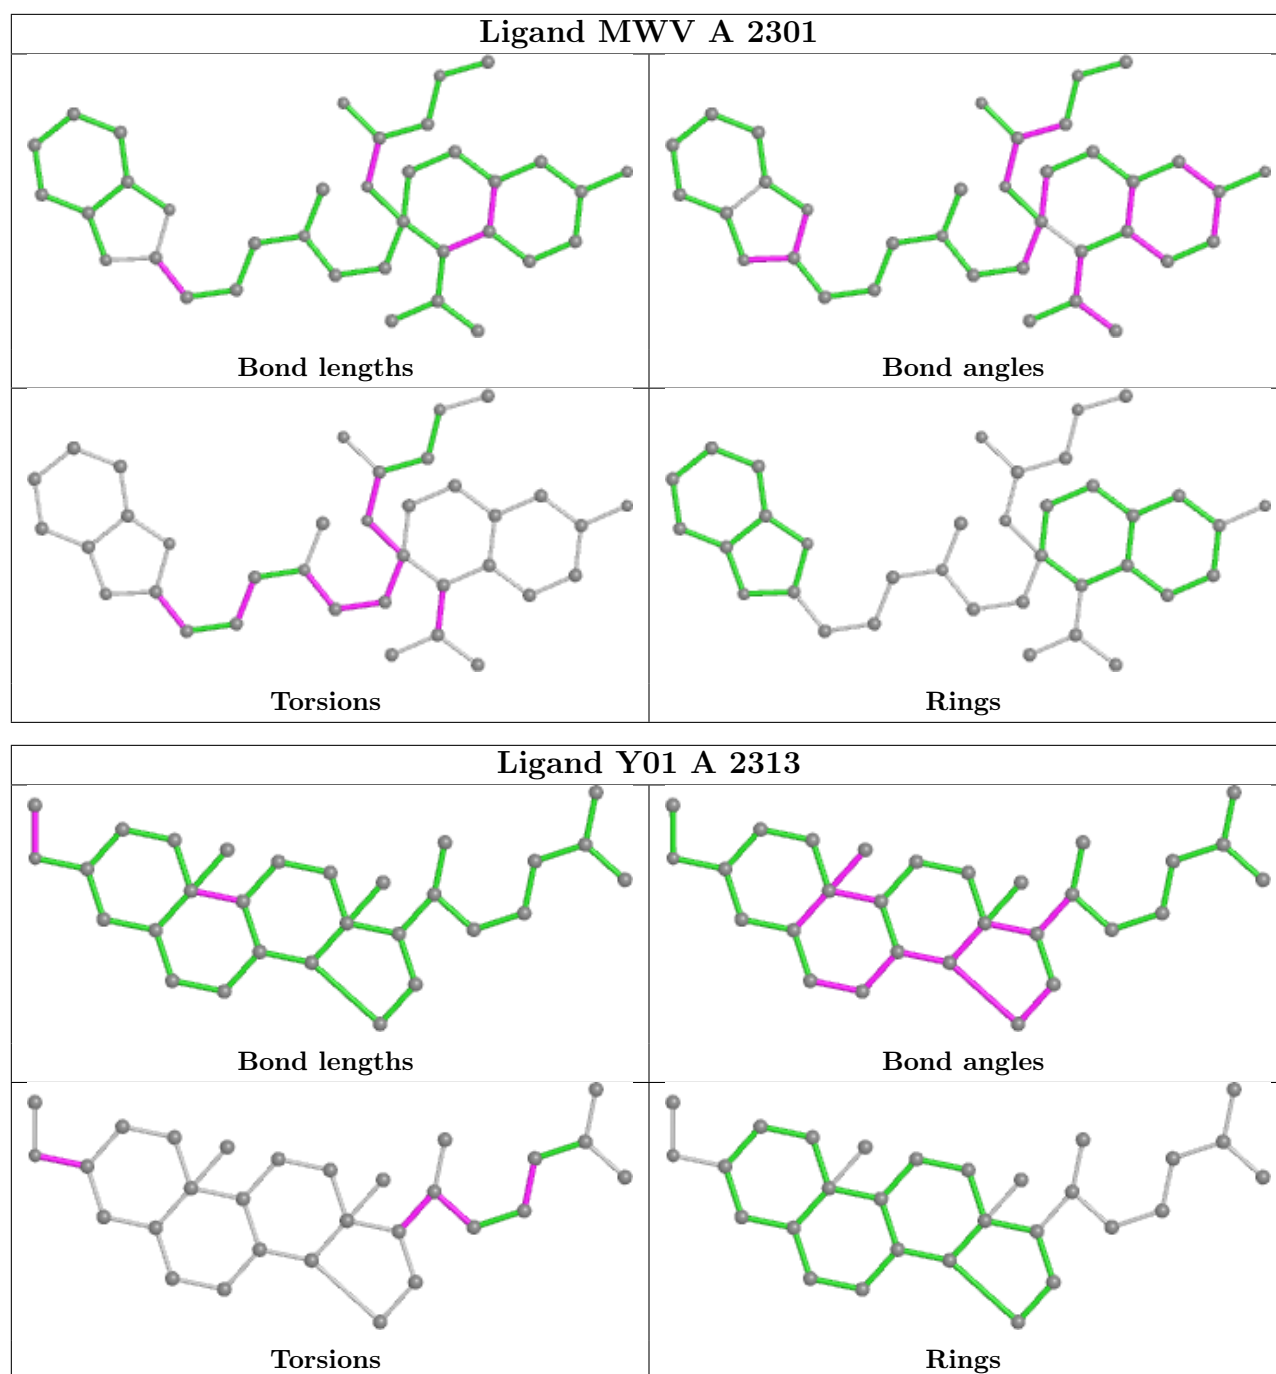 Ligand MWV A 2301
Bond lengths
Bond angles
Torsions
Rings
Ligand Y01 A 2313
Bond lengths
Bond angles
Torsions
Rings